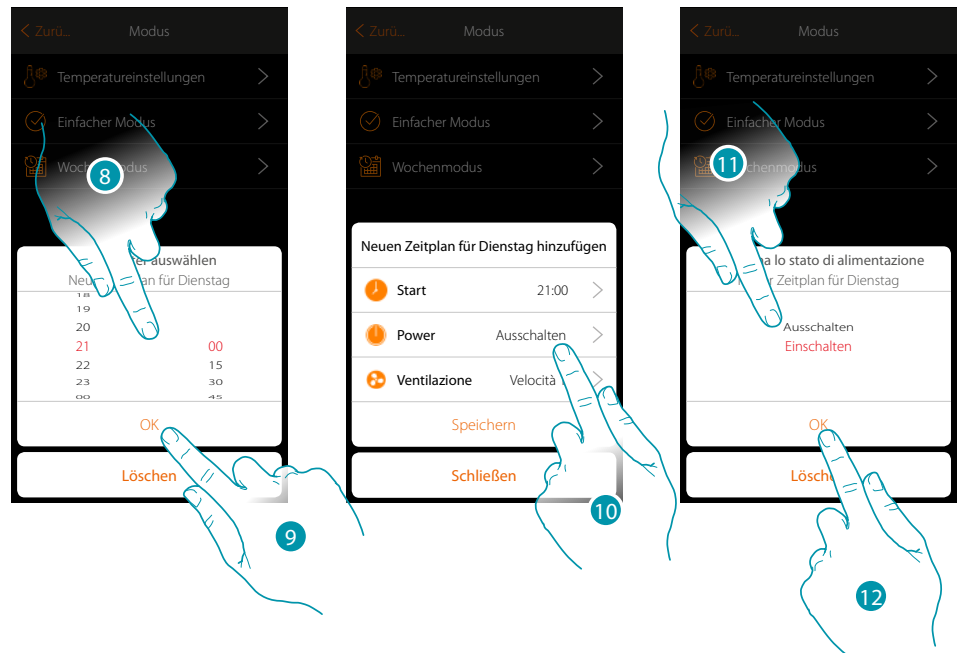 < Zurü... Modus
Temperatureinstellungen
Einfacher Modus
Woch modus
8
auswählen
Neu an für Dienstag
18
19
20
21 00
22 15
23 30
00 45
OK
Löschen
9
< Zurü... Modus
Temperatureinstellungen
Einfacher Modus
Wochenmodus
Neuen Zeitplan für Dienstag hinzufügen
Start 21:00
Power Ausschalten
Ventilazione Velocità
Speichern
Schließen
10
< Zurü... Modus
Temperatureinstellungen
Einfacher Modus
henmodus
11
a lo stato di alimentazione
r Zeitplan für Dienstag
Ausschalten
Einschalten
OK
Lösch
12